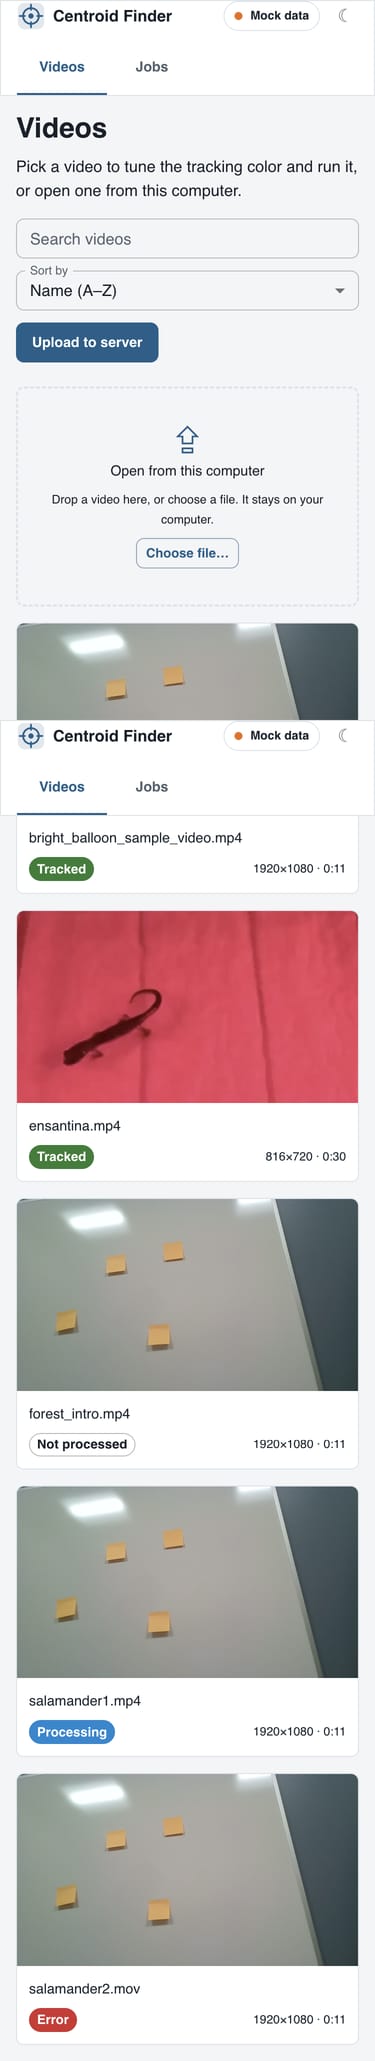 Centroid Finder
Mock data
Videos
Jobs
Videos
Pick a video to tune the tracking color and run it,
or open one from this computer.
Search videos
Sort by
Name (A–Z)
Upload to server
Open from this computer
Drop a video here, or choose a file. It stays on your
computer.
Choose file...
Centroid Finder
Mock data
Videos
Jobs
bright_balloon_sample_video.mp4
Tracked
1920×1080 · 0:11
ensantina.mp4
Tracked
816×720 · 0:30
forest_intro.mp4
Not processed
1920×1080 · 0:11
salamander1.mp4
Processing
1920×1080 · 0:11
salamander2.mov
Error
1920×1080 · 0:11